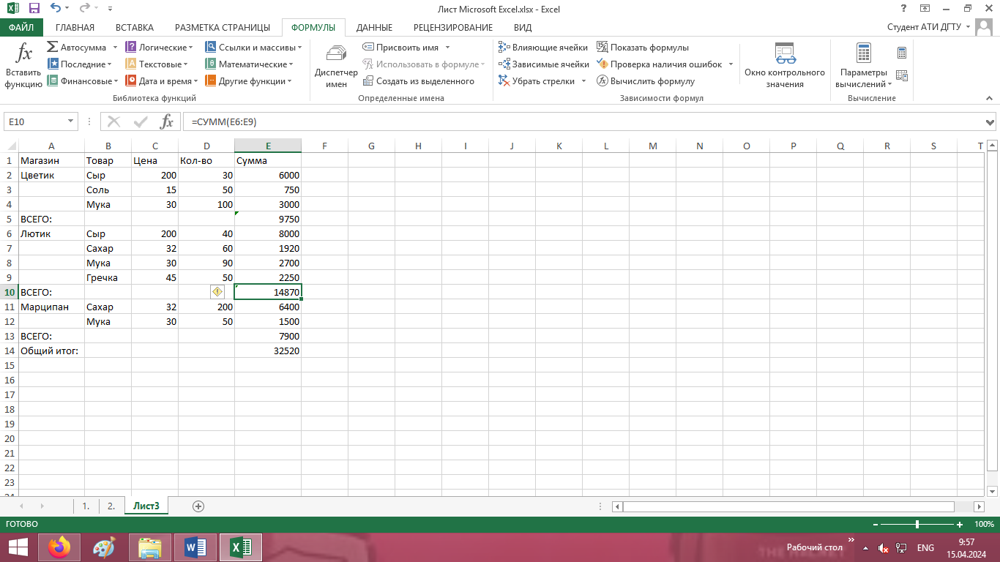 Лист Microsoft Excel.xlsx - Excel
ФАЙЛ ГЛАВНАЯ ВСТАВКА РАЗМЕТКА СТРАНИЦЫ ФОРМУЛЫ ДАННЫЕ РЕЦЕНЗИРОВАНИЕ ВИД Студент АТИ ДГТУ
Вставить функцию
Автосумма
Последние
Финансовые
Логические
Текстовые
Дата и время
Ссылки и массивы
Математические
Другие функции
Библиотека функций
Диспетчер имен
Присвоить имя
Использовать в формуле
Создать из выделенного
Определенные имена
Влияющие ячейки
Зависимые ячейки
Убрать стрелки
Показать формулы
Проверка наличия ошибок
Вычислить формулу
Зависимости формул
Окно контрольного значения
Параметры вычислений
Вычисление
E10 fx =СУММ(E6:E9)
A B C D E F G H I J K L M N O P Q R S T
1 Магазин Товар Цена Кол-во Сумма
2 Цветик Сыр 200 30 6000
3 Соль 15 50 750
4 Мука 30 100 3000
5 ВСЕГО: 9750
6 Лютик Сыр 200 40 8000
7 Сахар 32 60 1920
8 Мука 30 90 2700
9 Гречка 45 50 2250
10 ВСЕГО: 14870
11 Марципан Сахар 32 200 6400
12 Мука 30 50 1500
13 ВСЕГО: 7900
14 Общий итог: 32520
15
16
17
18
19
20
21
22
23
24
1. 2. Лист3
ГОТОВО 100%
Рабочий стол ENG 9:57
15.04.2024